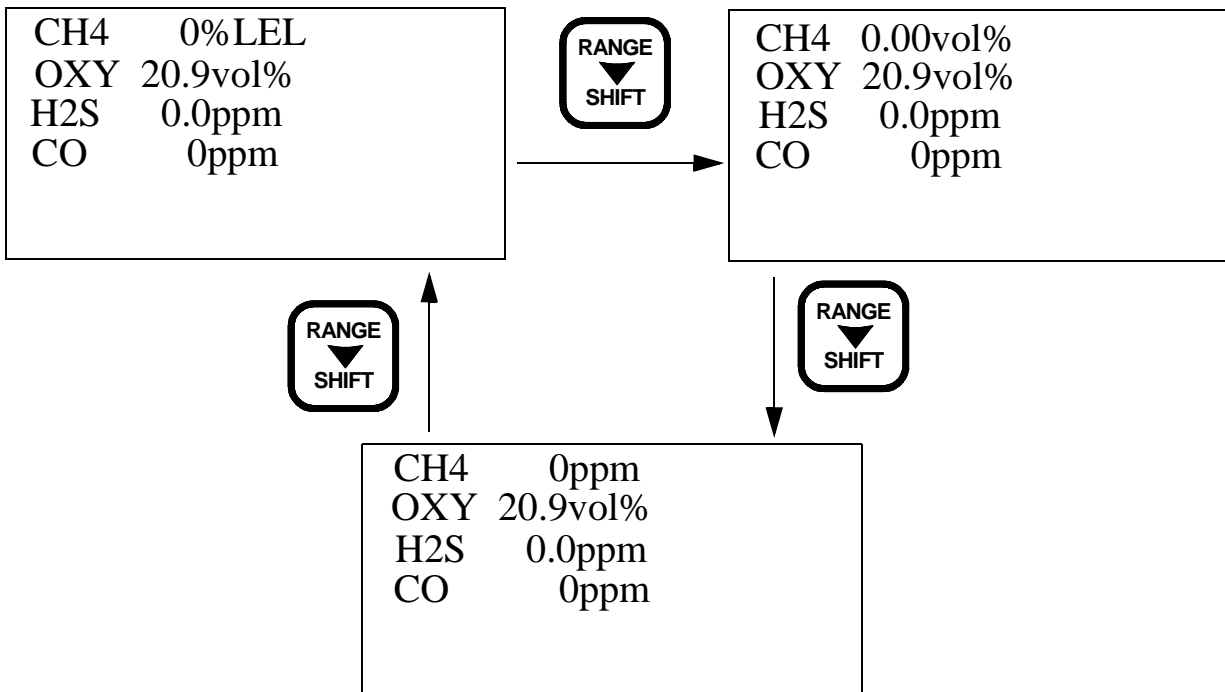 CH4 0%LEL
OXY 20.9vol%
H2S 0.0ppm
CO 0ppm
RANGE
SHIFT
CH4 0.00vol%
OXY 20.9vol%
H2S 0.0ppm
CO 0ppm
RANGE
SHIFT
RANGE
SHIFT
CH4 0ppm
OXY 20.9vol%
H2S 0.0ppm
CO 0ppm